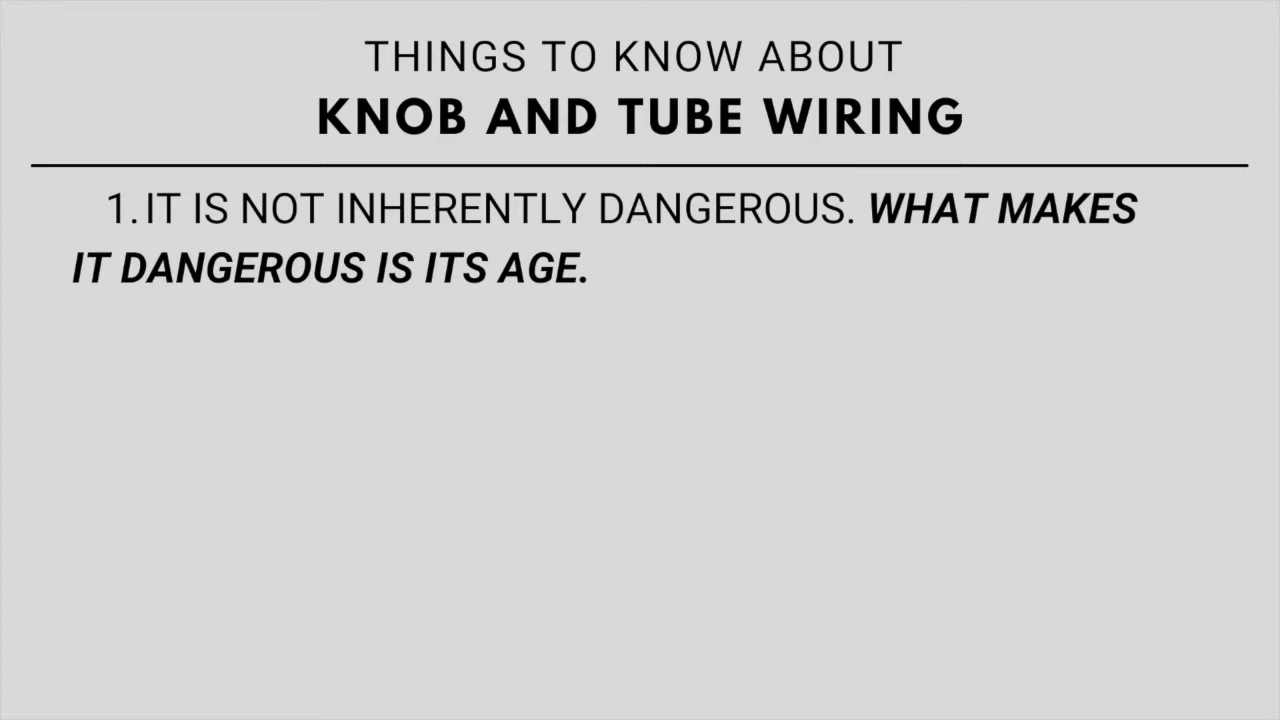 THINGS TO KNOW ABOUT
KNOB AND TUBE WIRING
1. IT IS NOT INHERENTLY DANGEROUS. WHAT MAKES
IT DANGEROUS IS ITS AGE.